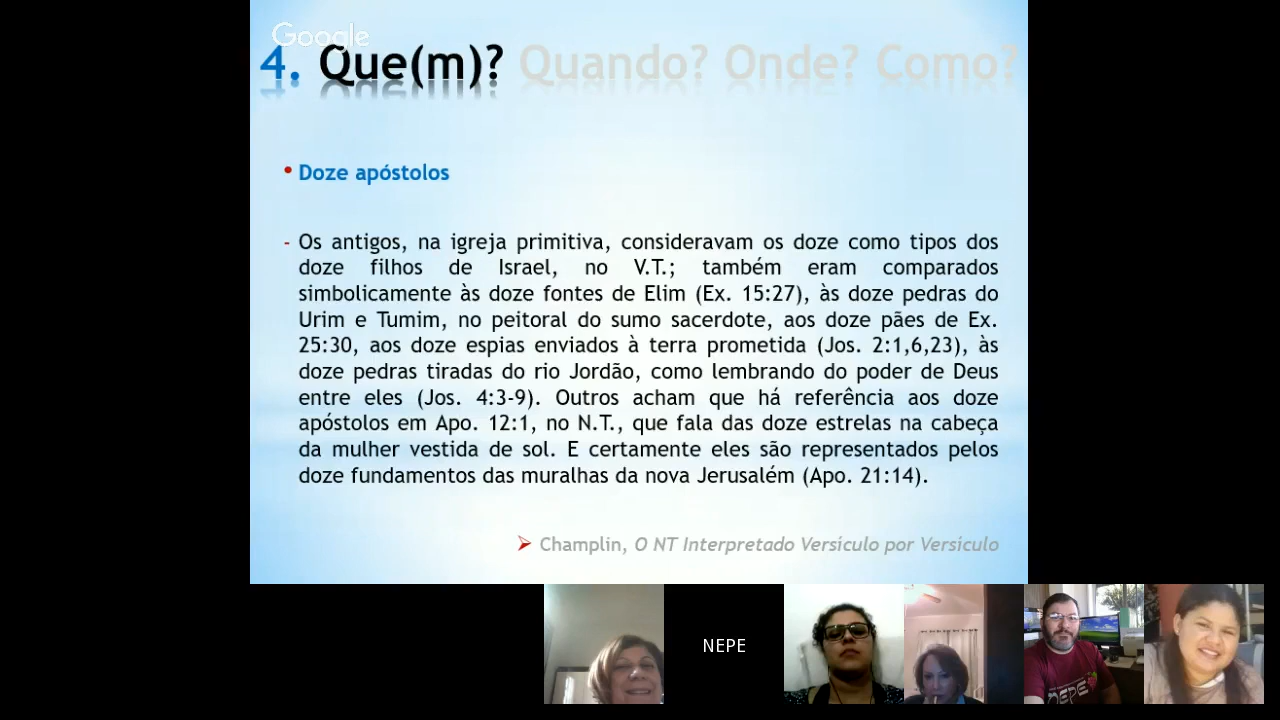 Google
4. Que(m)? Quando? Onde? Como?
• Doze apóstolos
- Os antigos, na igreja primitiva, consideravam os doze como tipos dos
doze filhos de Israel, no V.T.; também eram comparados
simbolicamente às doze fontes de Elim (Ex. 15:27), às doze pedras do
Urim e Tumim, no peitoral do sumo sacerdote, aos doze pães de Ex.
25:30, aos doze espias enviados à terra prometida (Jos. 2:1,6,23), às
doze pedras tiradas do rio Jordão, como lembrando do poder de Deus
entre eles (Jos. 4:3-9). Outros acham que há referência aos doze
apóstolos em Apo. 12:1, no N.T., que fala das doze estrelas na cabeça
da mulher vestida de sol. E certamente eles são representados pelos
doze fundamentos das muralhas da nova Jerusalém (Apo. 21:14).
Champlin, O NT Interpretado Versículo por Versículo
NEPE
NEPE